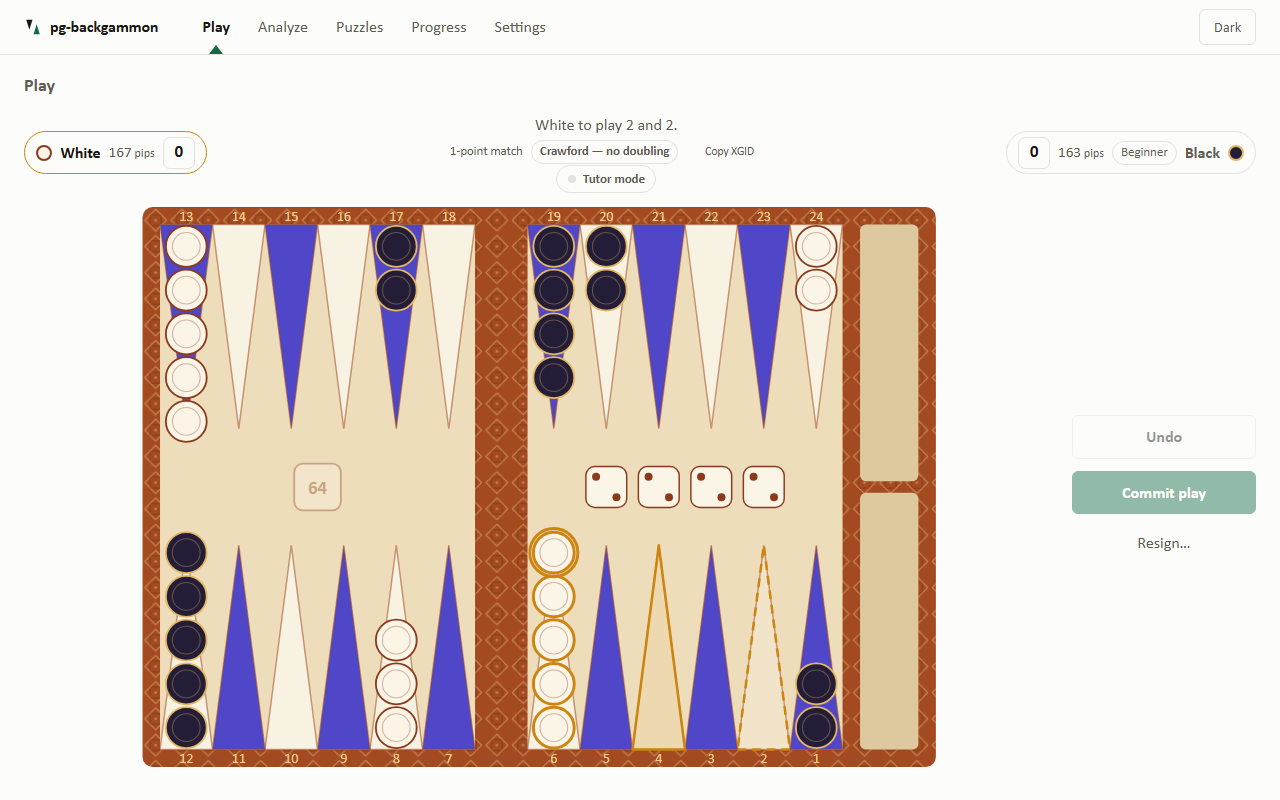 pg-backgammon Play Analyze Puzzles Progress Settings Dark
Play
White to play 2 and 2.
White 167 pips 0
1-point match Crawford — no doubling Copy XGID
Tutor mode
0 163 pips Beginner Black
13 14 15 16 17 18 19 20 21 22 23 24
64
Undo
Commit play
Resign...
12 11 10 9 8 7 6 5 4 3 2 1